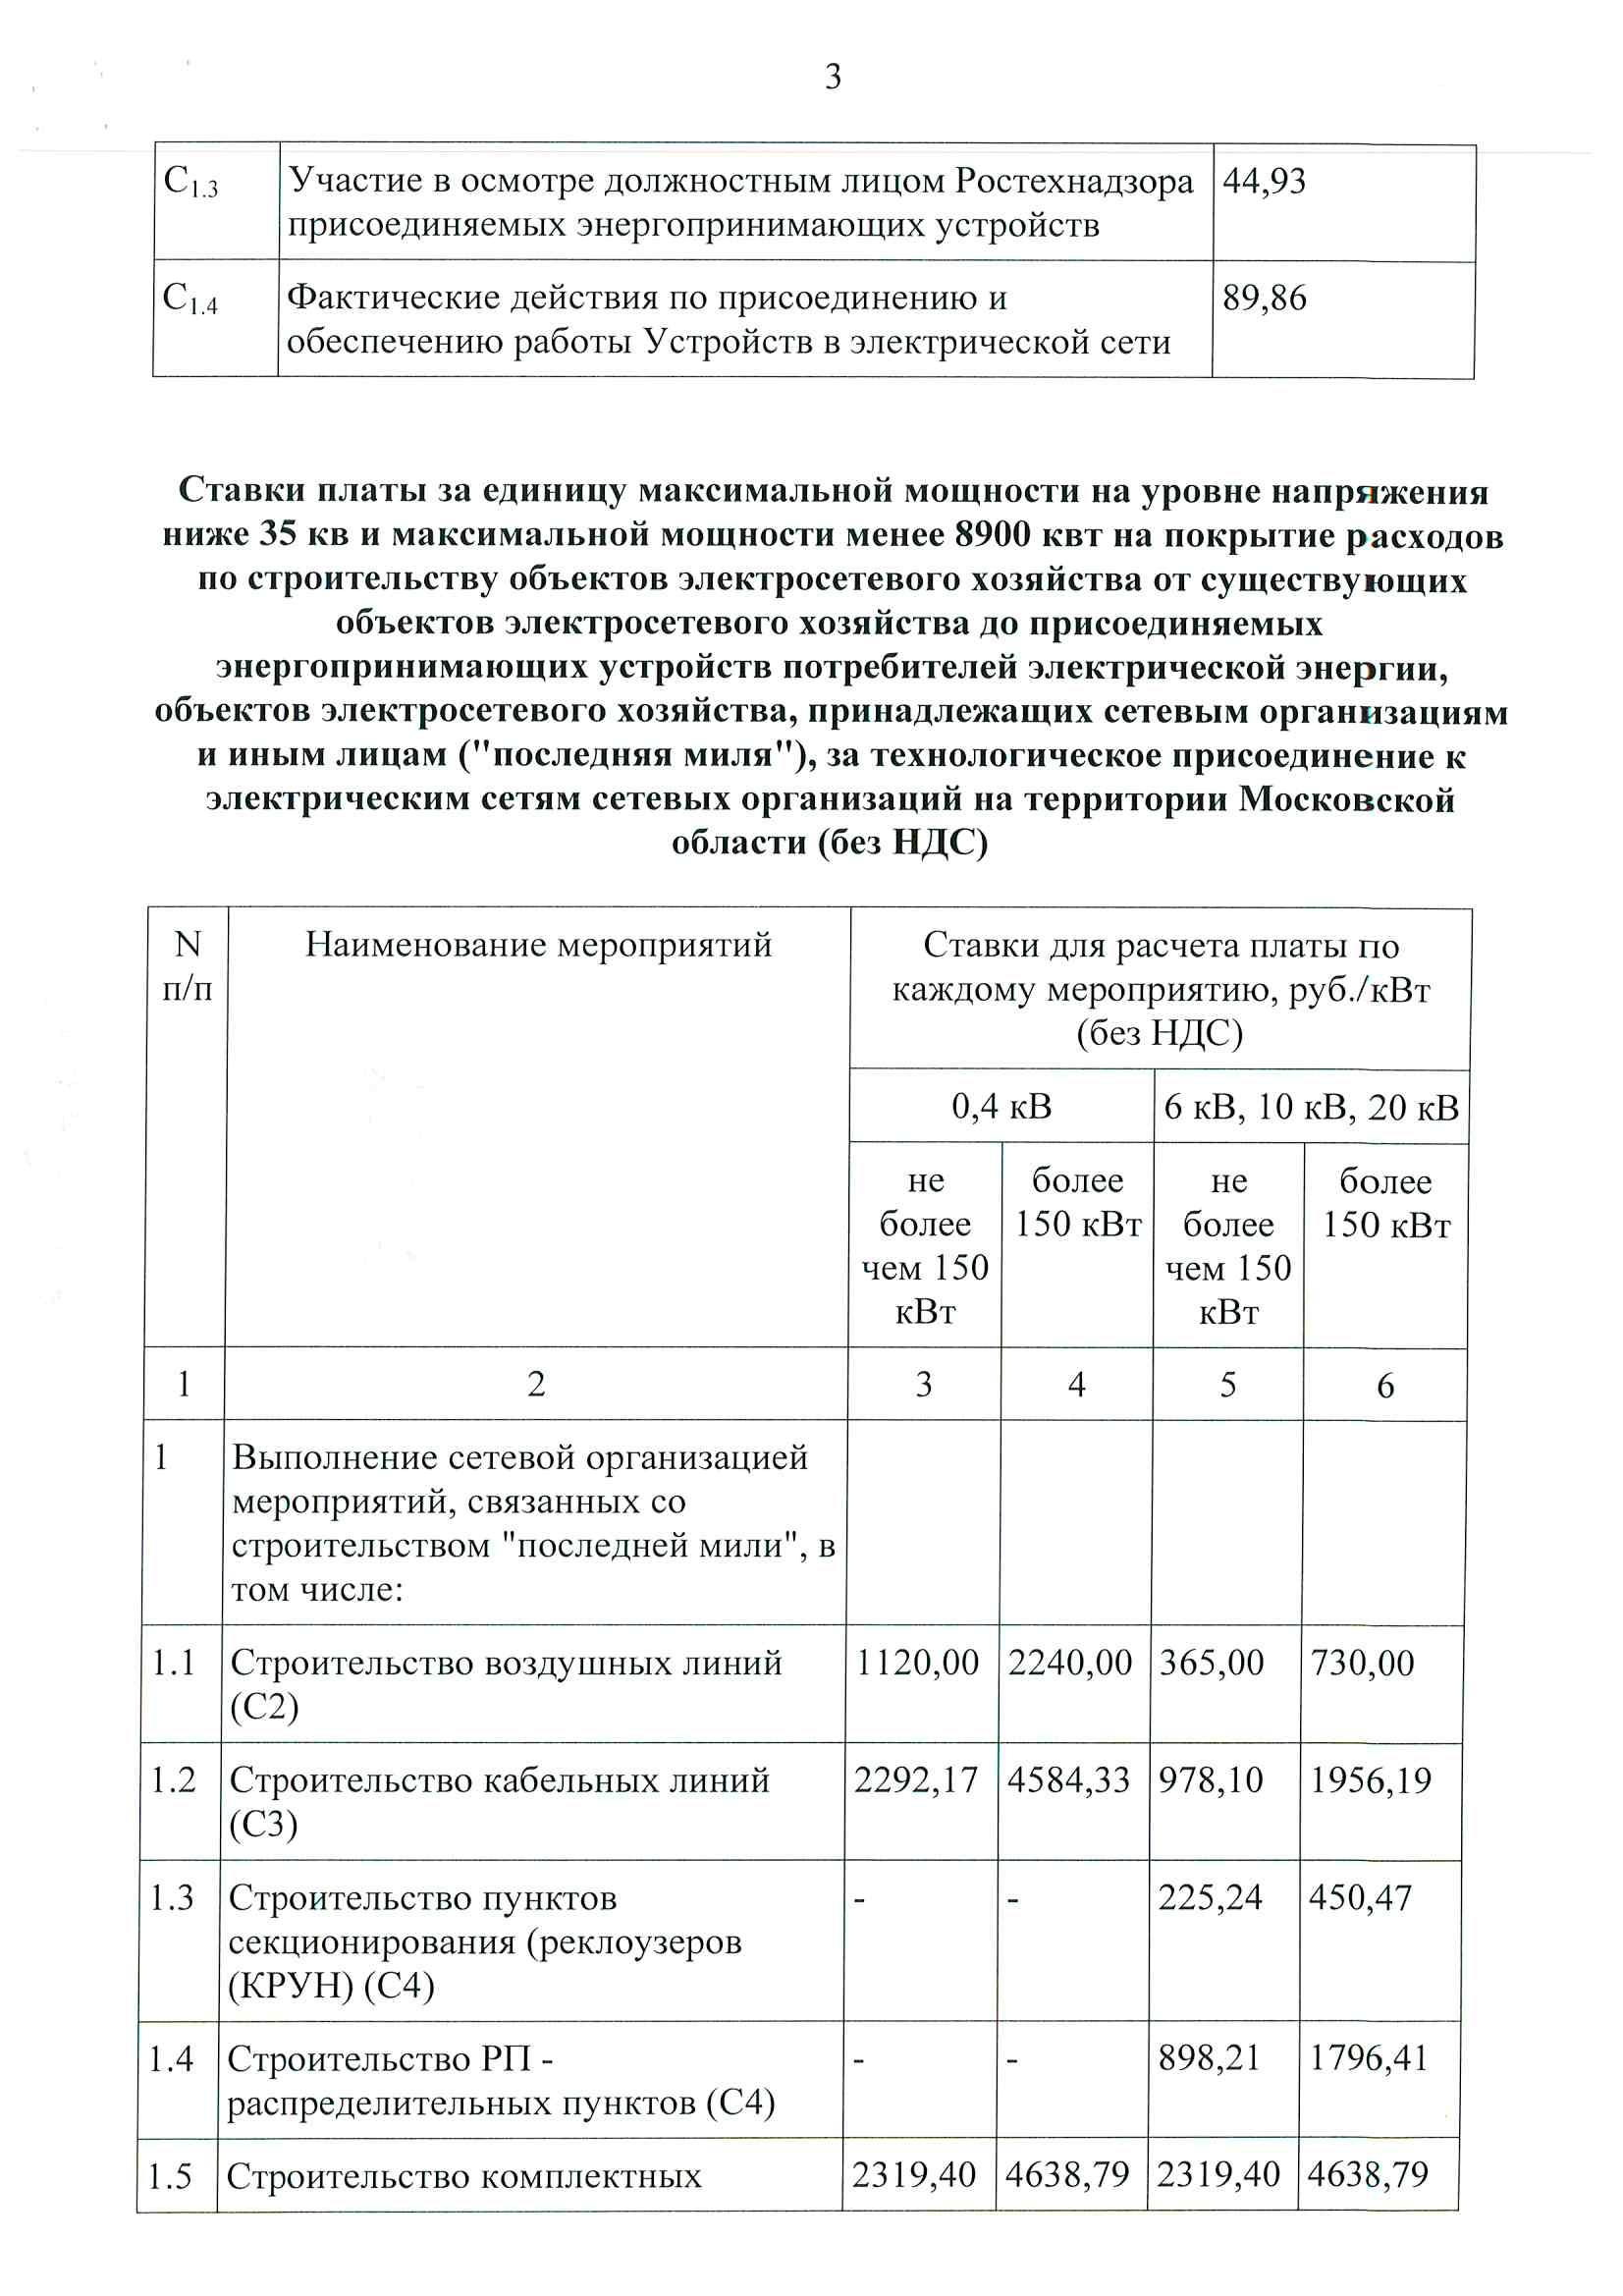 3
С1.3 Участие в осмотре должностным лицом Ростехнадзора 44,93
присоединяемых энергопринимающих устройств
С1.4 Фактические действия по присоединению и 89,86
обеспечению работы Устройств в электрической сети
Ставки платы за единицу максимальной мощности на уровне напряжения
ниже 35 кв и максимальной мощности менее 8900 квт на покрытие расходов
по строительству объектов электросетевого хозяйства от существующих
объектов электросетевого хозяйства до присоединяемых
энергопринимающих устройств потребителей электрической энергии,
объектов электросетевого хозяйства, принадлежащих сетевым организациям
и иным лицам ("последняя миля"), за технологическое присоединение к
электрическим сетям сетевых организаций на территории Московской
области (без НДС)
N Наименование мероприятий Ставки для расчета платы по
п/п каждому мероприятию, руб./кВт
(без НДС)
0,4 кВ 6 кВ, 10 кВ, 20 кВ
не более не более
более 150 кВт более 150 кВт
чем 150 чем 150
кВт кВт
1 2 3 4 5 6
1 Выполнение сетевой организацией
мероприятий, связанных со
строительством "последней мили", в
том числе:
1.1 Строительство воздушных линий 1120,00 2240,00 365,00 730,00
(С2)
1.2 Строительство кабельных линий 2292,17 4584,33 978,10 1956,19
(С3)
1.3 Строительство пунктов - - 225,24 450,47
секционирования (реклоузеров
(КРУН) (С4)
1.4 Строительство РП - - - 898,21 1796,41
распределительных пунктов (С4)
1.5 Строительство комплектных 2319,40 4638,79 2319,40 4638,79